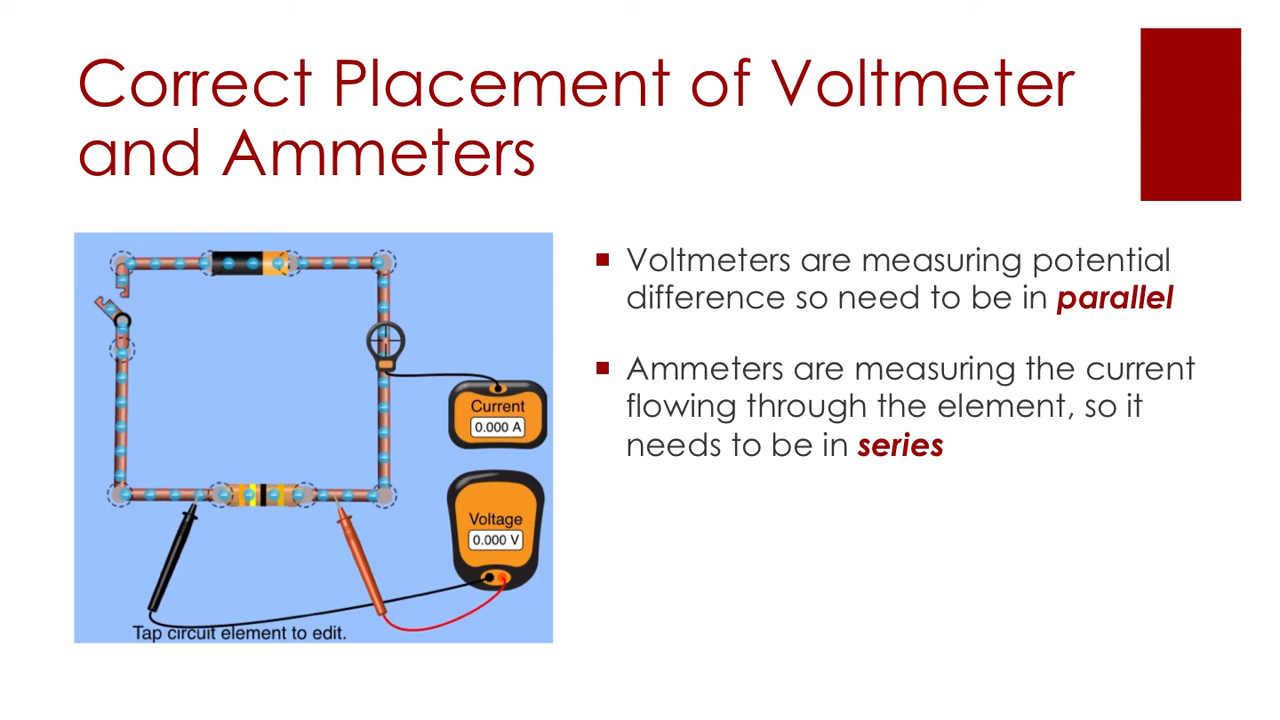 Correct Placement of Voltmeter
and Ammeters
Voltmeters are measuring potential
difference so need to be in parallel
Ammeters are measuring the current
flowing through the element, so it
needs to be in series
Current
0.000 A
Voltage
0.000 V
Tap circuit element to edit.